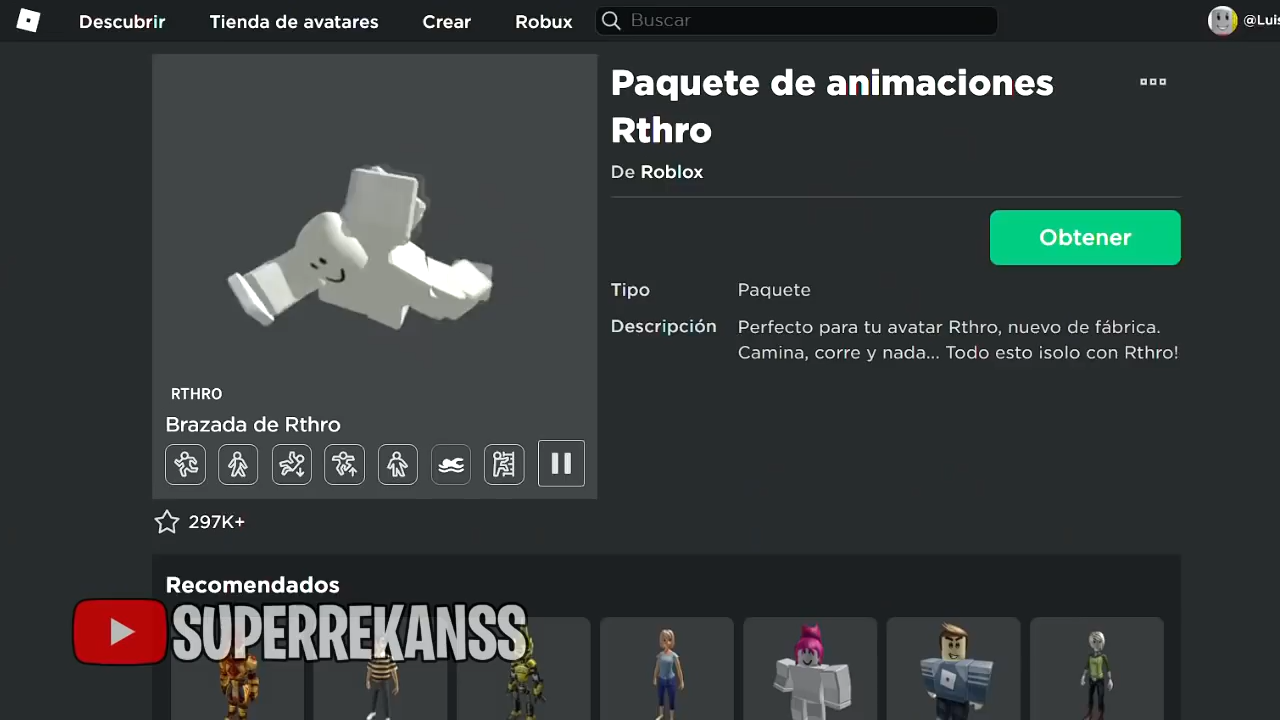 Descubrir Tienda de avatares Crear Robux Buscar @Luis
Paquete de animaciones
Rthro
De Roblox
Obtener
Tipo Paquete
Descripción Perfecto para tu avatar Rthro, nuevo de fábrica.
Camina, corre y nada... Todo esto isolo con Rthro!
RTHRO
Brazada de Rthro
297K+
Recomendados
SUPERREKANSS